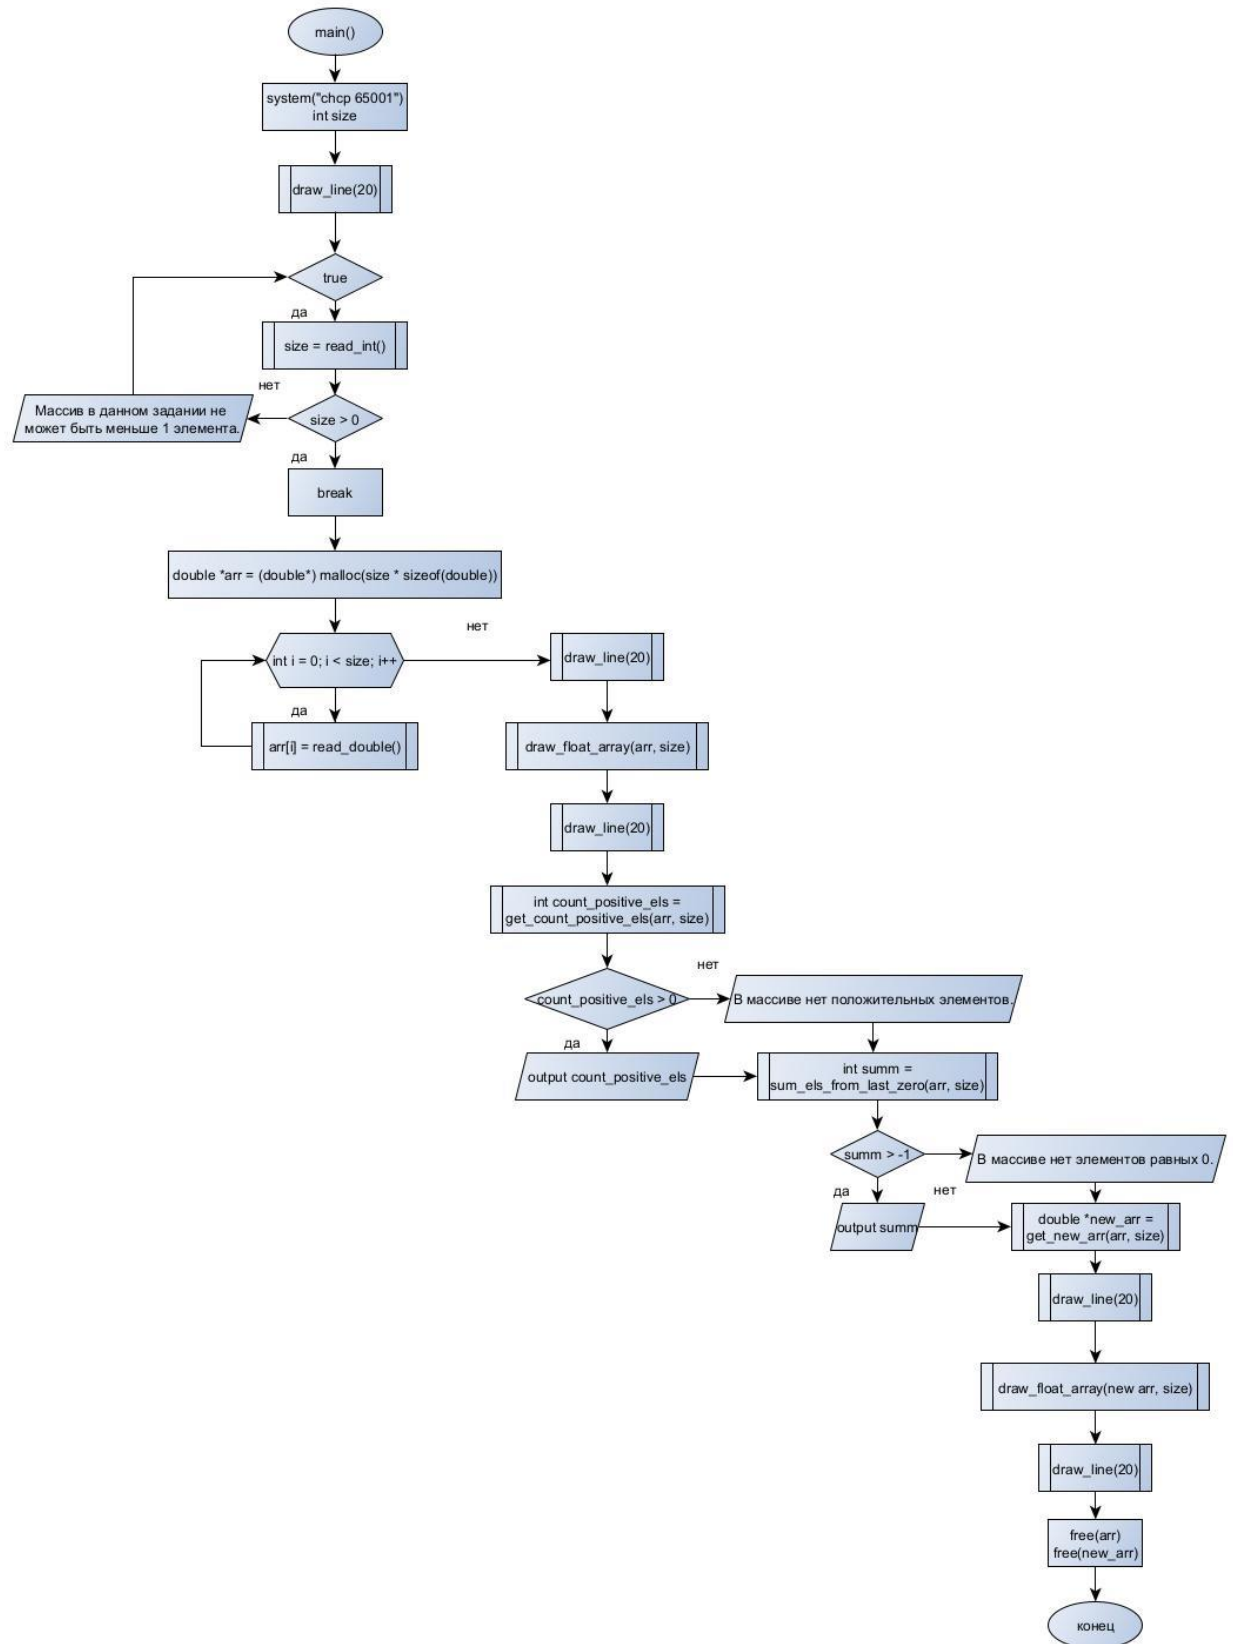 main()
system("chcp 65001")
int size
draw_line(20)
true
да
size = read_int()
нет
Массив в данном задании не
может быть меньше 1 элемента.
size > 0
да
break
double *arr = (double*) malloc(size * sizeof(double))
int i = 0; i < size; i++
нет
draw_line(20)
да
arr[i] = read_double()
draw_float_array(arr, size)
draw_line(20)
int count_positive_els =
get_count_positive_els(arr, size)
count_positive_els > 0
нет
В массиве нет положительных элементов.
да
output count_positive_els
int summ =
sum_els_from_last_zero(arr, size)
summ > -1
В массиве нет элементов равных 0.
да
нет
output summ
double *new_arr =
get_new_arr(arr, size)
draw_line(20)
draw_float_array(new arr, size)
draw_line(20)
free(arr)
free(new_arr)
конец